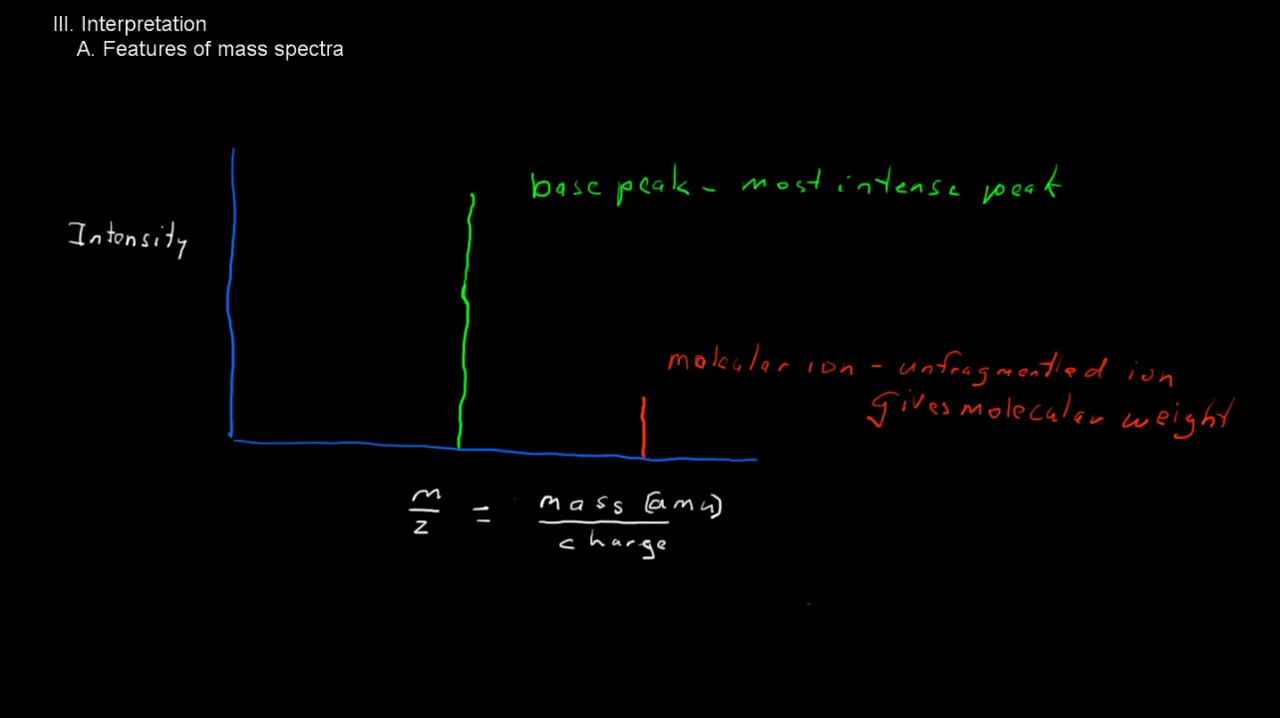 III. Interpretation
A. Features of mass spectra
base peak - most intense peak
Intensity
molecular ion - unfragmentled ion
gives molecular weight
m/z = mass (amu)/charge